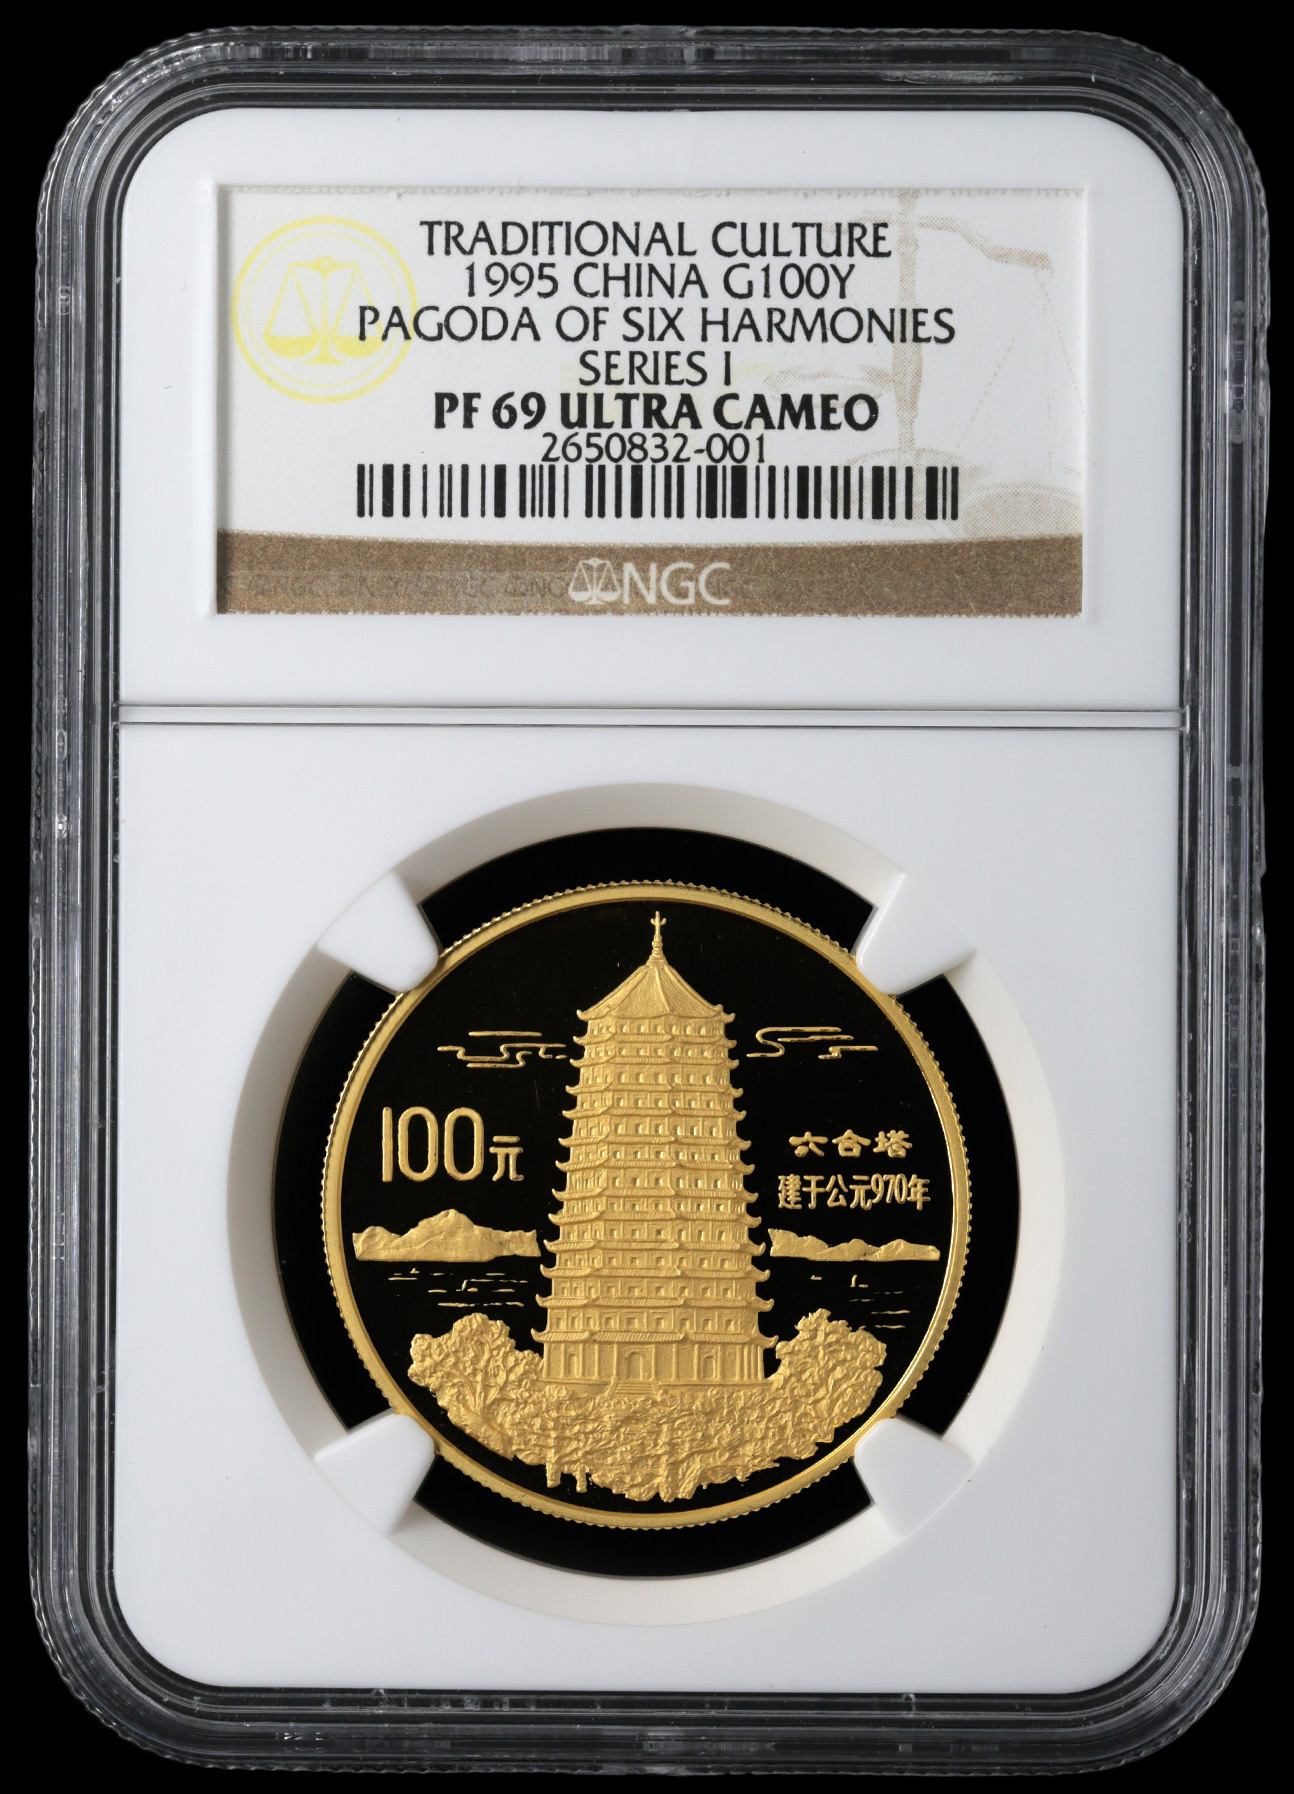 TRADITIONAL CULTURE
1995 CHINA G100Y
PAGODA OF SIX HARMONIES
SERIES I
PF 69 ULTRA CAMEO
2650832-001
NGC
100元
六合塔
建于公元970年